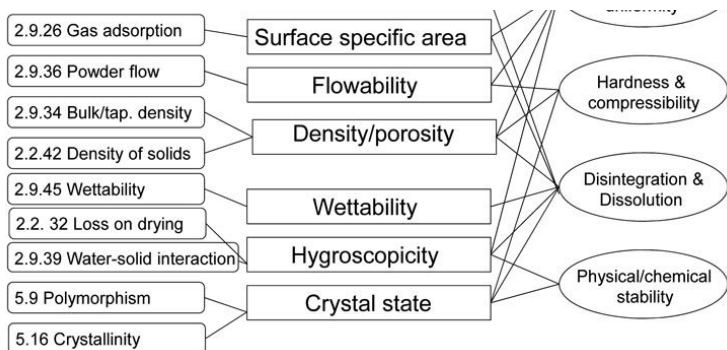 uniformity
2.9.26 Gas adsorption
Surface specific area
2.9.36 Powder flow
Flowability
Hardness &
compressibility
2.9.34 Bulk/tap. density
Density/porosity
2.2.42 Density of solids
2.9.45 Wettability
Wettability
Disintegration &
Dissolution
2.2. 32 Loss on drying
2.9.39 Water-solid interaction
Hygroscopicity
5.9 Polymorphism
Crystal state
Physical/chemical
stability
5.16 Crystallinity